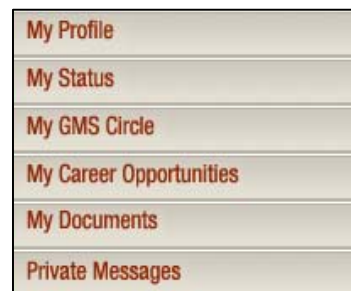 My Profile
My Status
My GMS Circle
My Career Opportunities
My Documents
Private Messages